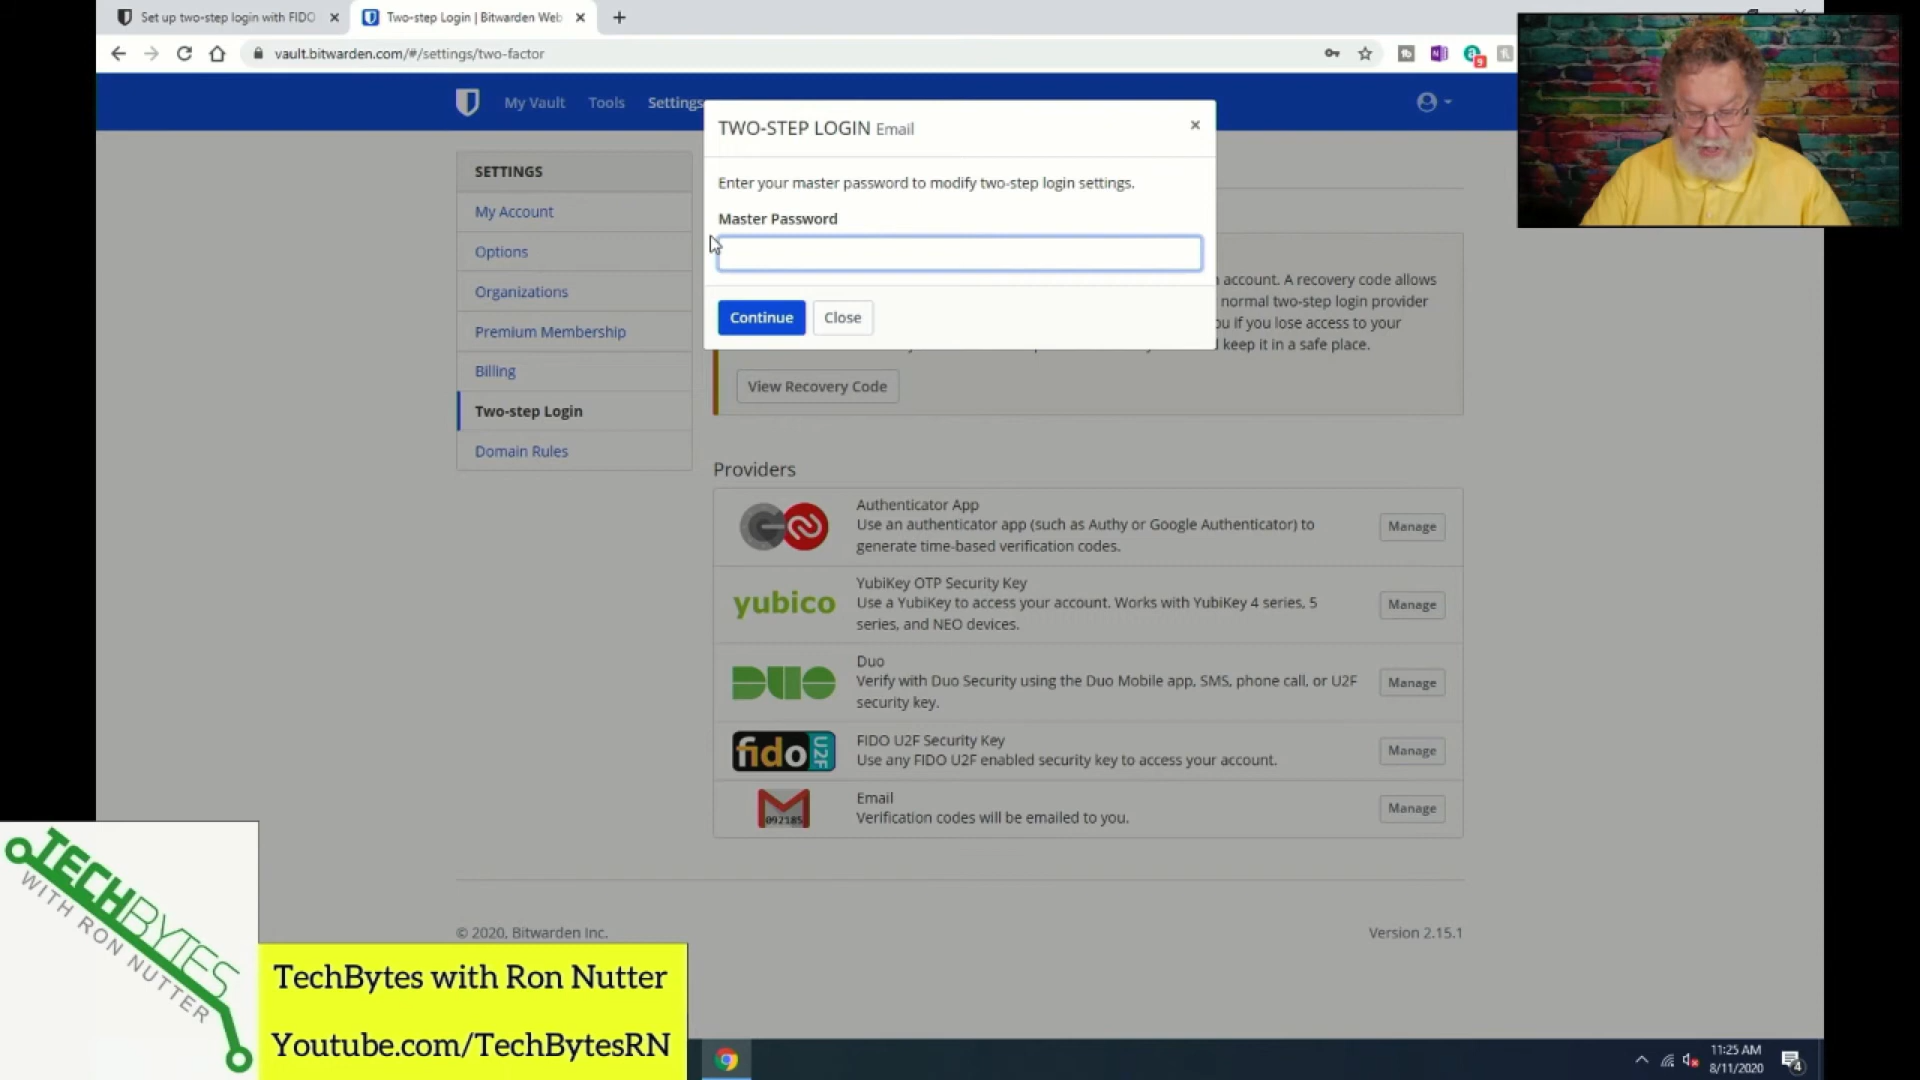 Set up two-step login with FIDO
Two-step Login | Bitwarden Web
vault.bitwarden.com/#/settings/two-factor
9
My Vault
Tools
Settings
TWO-STEP LOGIN Email
Enter your master password to modify two-step login settings.
Master Password
Continue
Close
SETTINGS
My Account
Options
Organizations
Premium Membership
Billing
Two-step Login
Domain Rules
account. A recovery code allows
normal two-step login provider
ou if you lose access to your
keep it in a safe place.
View Recovery Code
Providers
Authenticator App
Use an authenticator app (such as Authy or Google Authenticator) to
generate time-based verification codes.
Manage
yubico
YubiKey OTP Security Key
Use a YubiKey to access your account. Works with YubiKey 4 series, 5
series, and NEO devices.
Manage
DUO
Duo
Verify with Duo Security using the Duo Mobile app, SMS, phone call, or U2F
security key.
Manage
fido U2F
FIDO U2F Security Key
Use any FIDO U2F enabled security key to access your account.
Manage
092185
Email
Verification codes will be emailed to you.
Manage
© 2020, Bitwarden Inc.
Version 2.15.1
TECHBYTES
WITH RON NUTTER
TechBytes with Ron Nutter
Youtube.com/TechBytesRN
11:25 AM
8/11/2020
4